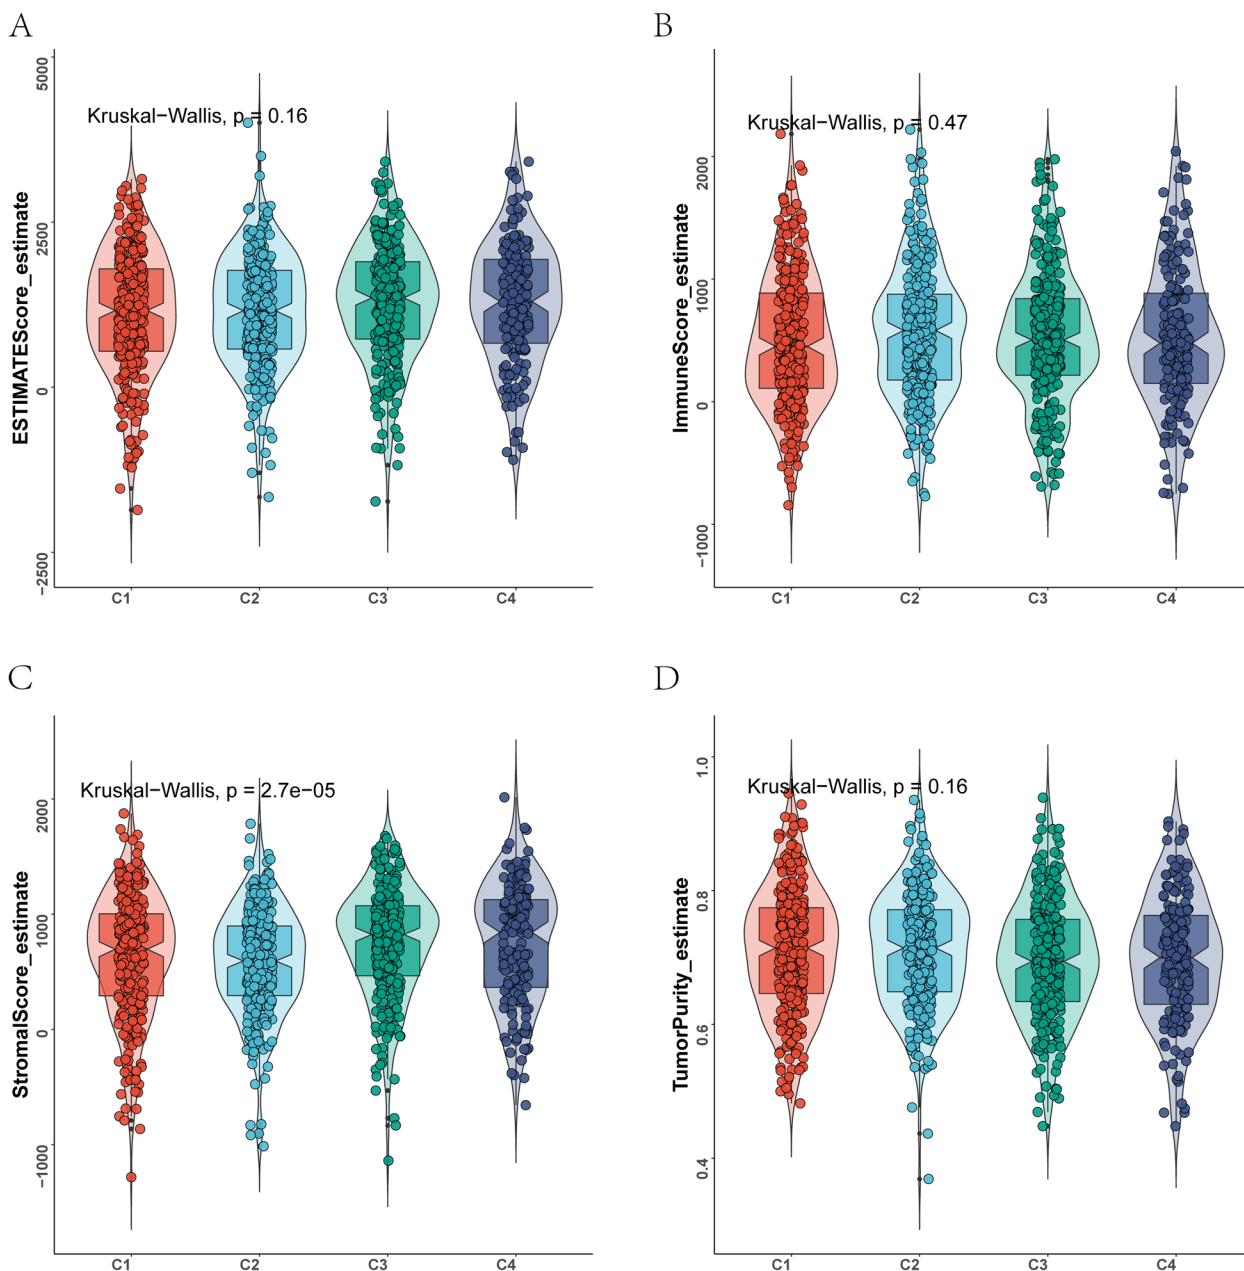 A
ESTIMATEScore_estimate
5000
2500
0
−2500
Kruskal−Wallis, p = 0.16
C1 C2 C3 C4
B
ImmuneScore_estimate
2000
1000
0
−1000
Kruskal−Wallis, p = 0.47
C1 C2 C3 C4
C
StromalScore_estimate
2000
1000
0
−1000
Kruskal−Wallis, p = 2.7e−05
C1 C2 C3 C4
D
TumorPurity_estimate
1.0
0.8
0.6
0.4
Kruskal−Wallis, p = 0.16
C1 C2 C3 C4